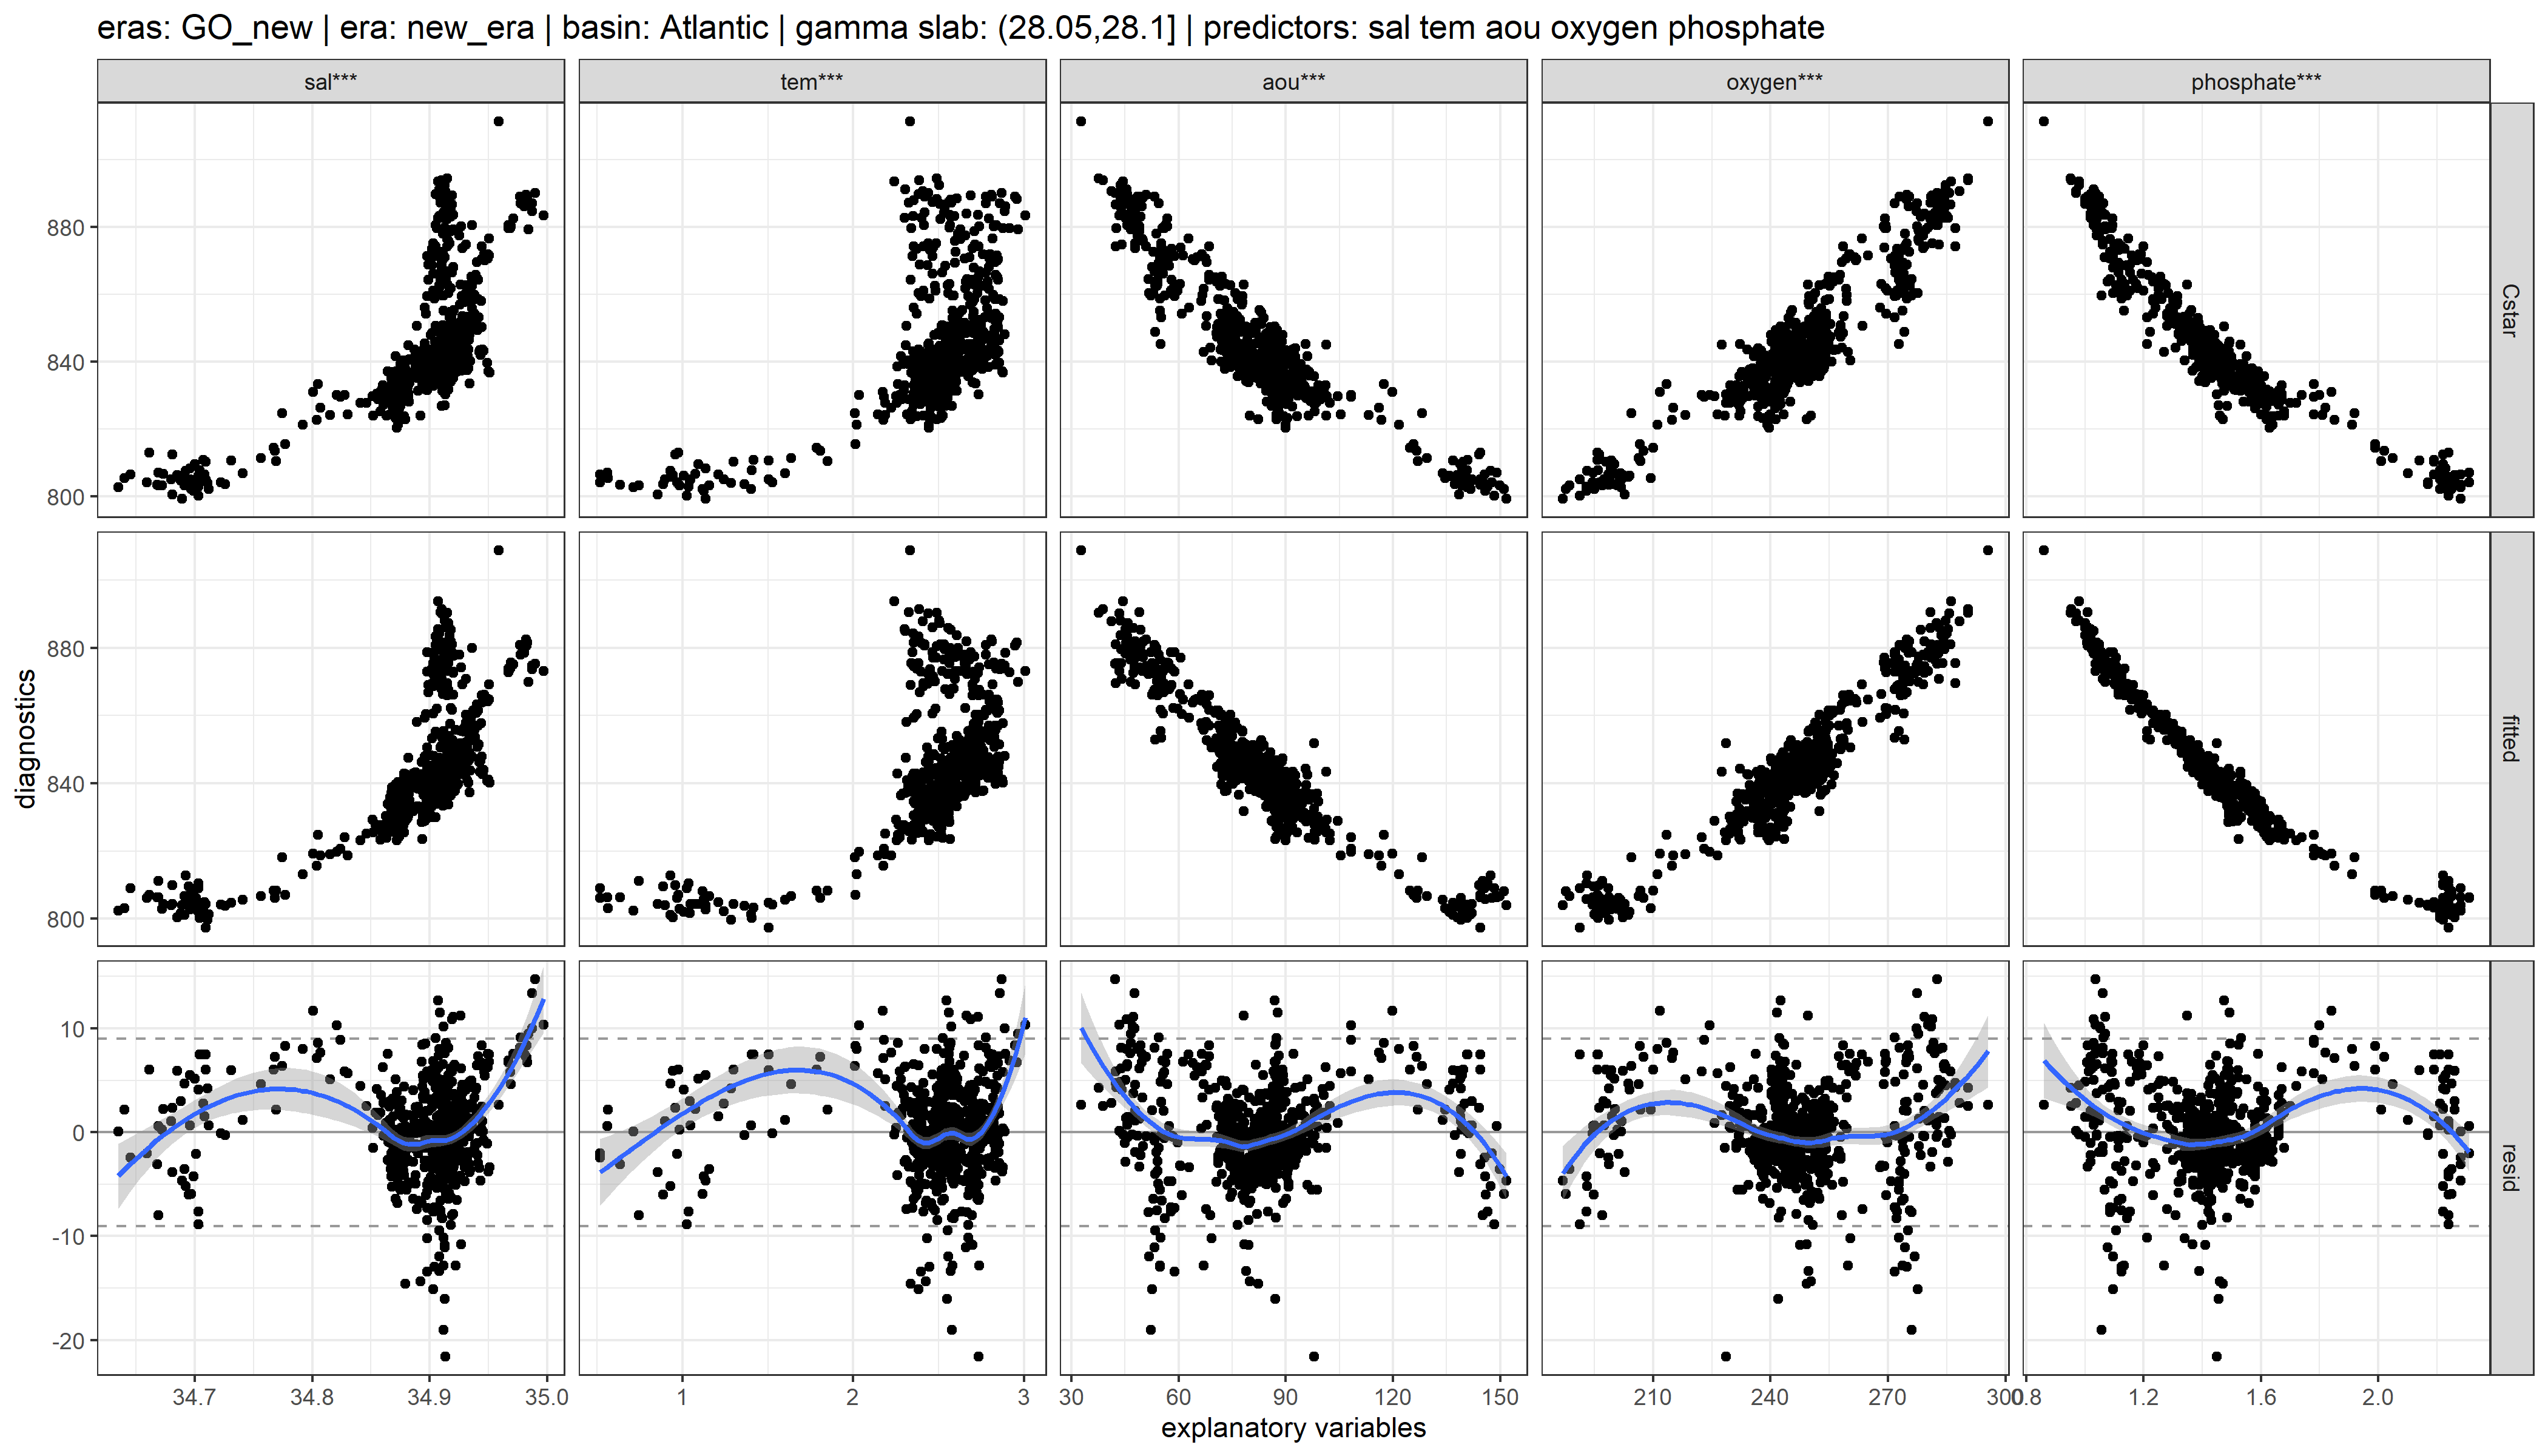 eras: GO_new | era: new_era | basin: Atlantic | gamma slab: (28.05,28.1] | predictors: sal tem aou oxygen phosphate
sal*** tem*** aou*** oxygen*** phosphate***
880
840
800
Cstar
880
840
800
fitted
diagnostics
10
0
-10
-20
resid
34.7 34.8 34.9 35.0 1 2 3 30 60 90 120 150 210 240 270 300 0.8 1.2 1.6 2.0
explanatory variables